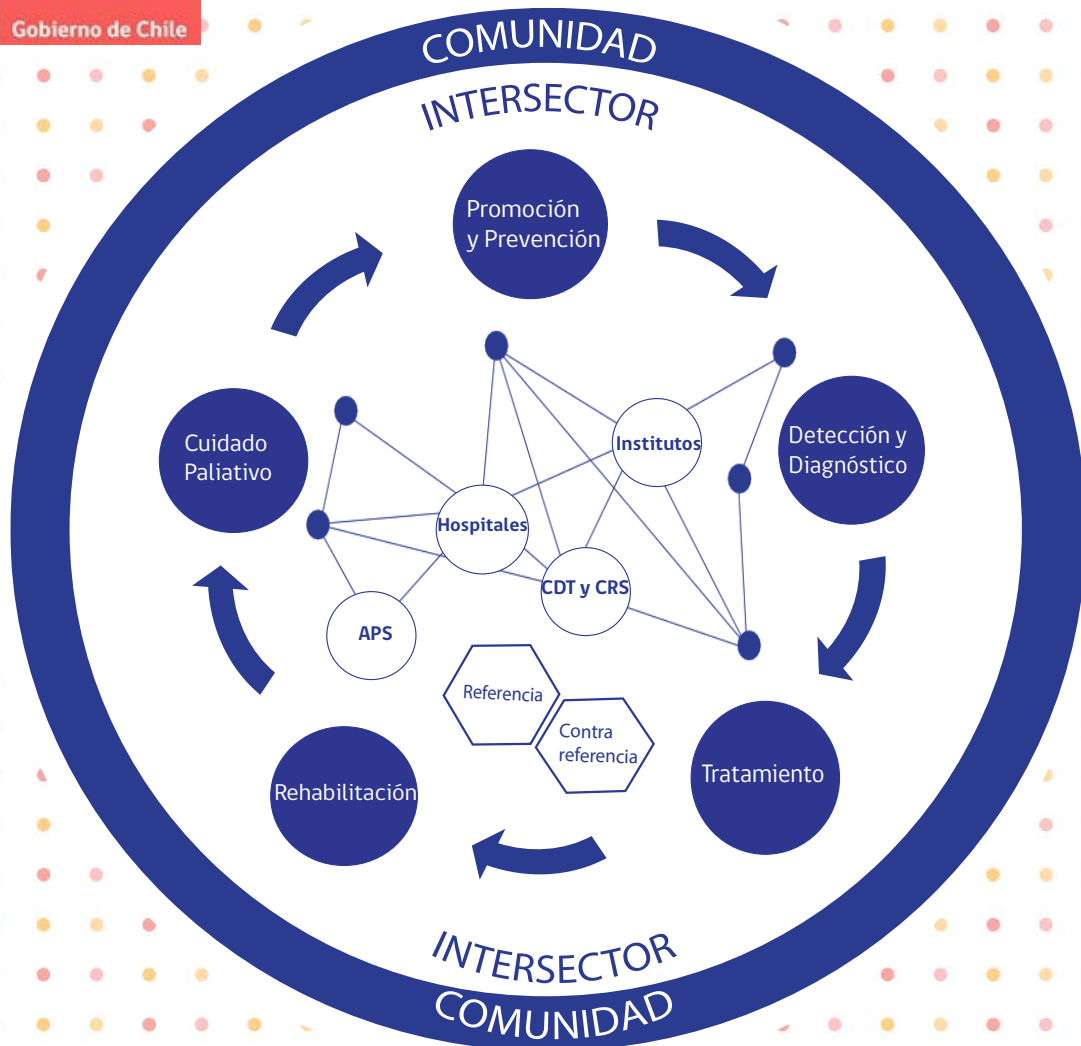 Gobierno de Chile
COMUNIDAD
INTERSECTOR
Promoción
y Prevención
Cuidado
Paliativo
Institutos
Detección y
Diagnóstico
Hospitales
CDT y CRS
APS
Referencia
Contra
referencia
Tratamiento
Rehabilitación
INTERSECTOR
COMUNIDAD